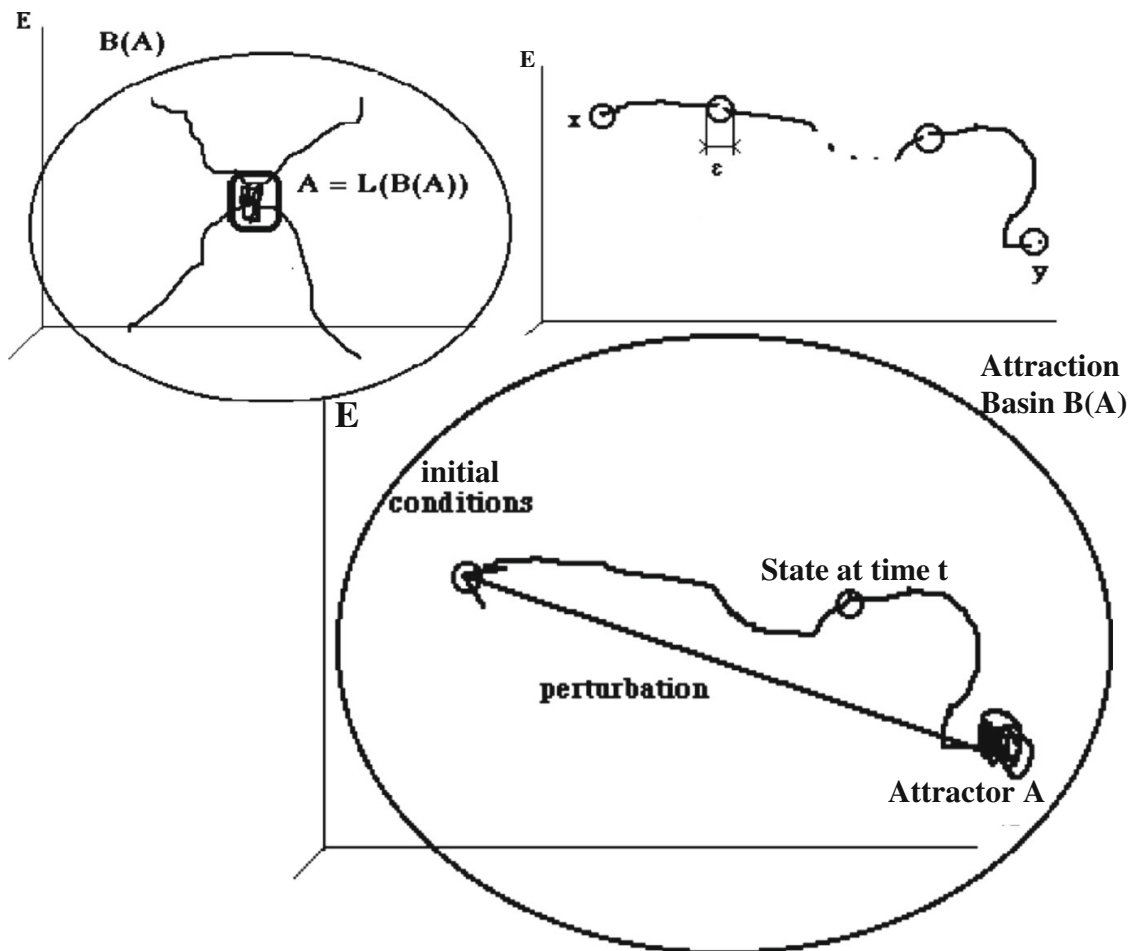 E
B(A)
A = L(B(A))
E
x
ε
y
Attraction
Basin B(A)
E
initial
conditions
State at time t
perturbation
Attractor A